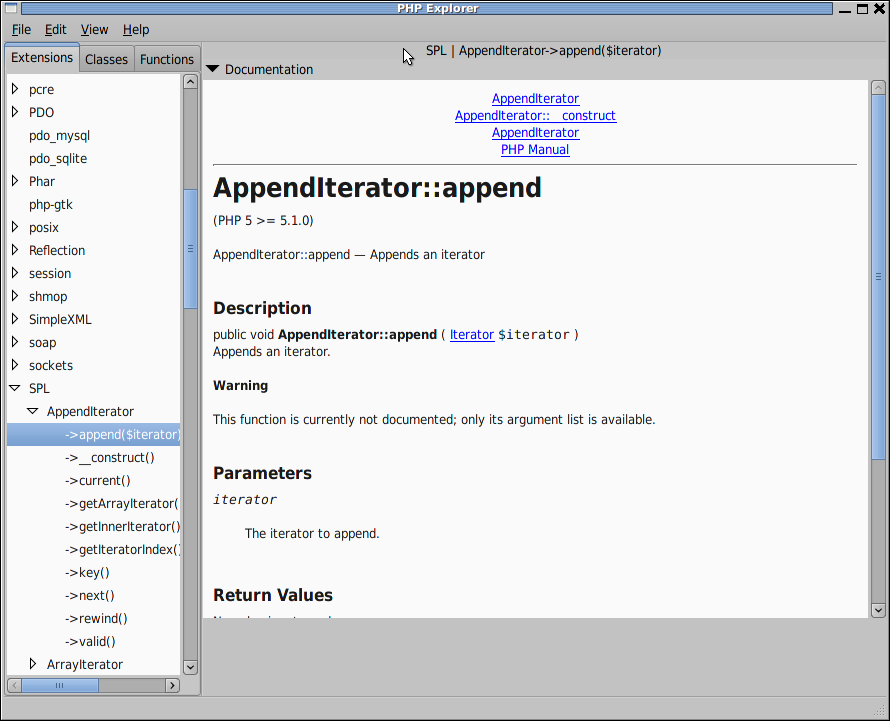 PHP Explorer
File Edit View Help
Extensions Classes Functions
pcre
PDO
pdo_mysql
pdo_sqlite
Phar
php-gtk
posix
Reflection
session
shmop
SimpleXML
soap
sockets
SPL
AppendIterator
->append($iterator)
->__construct()
->current()
->getArrayIterator(
->getInnerIterator()
->getIteratorIndex()
->key()
->next()
->rewind()
->valid()
ArrayIterator
SPL | AppendIterator->append($iterator)
Documentation
AppendIterator
AppendIterator::__construct
AppendIterator
PHP Manual
AppendIterator::append
(PHP 5 >= 5.1.0)
AppendIterator::append — Appends an iterator
Description
public void AppendIterator::append ( Iterator $iterator )
Appends an iterator.
Warning
This function is currently not documented; only its argument list is available.
Parameters
iterator
The iterator to append.
Return Values